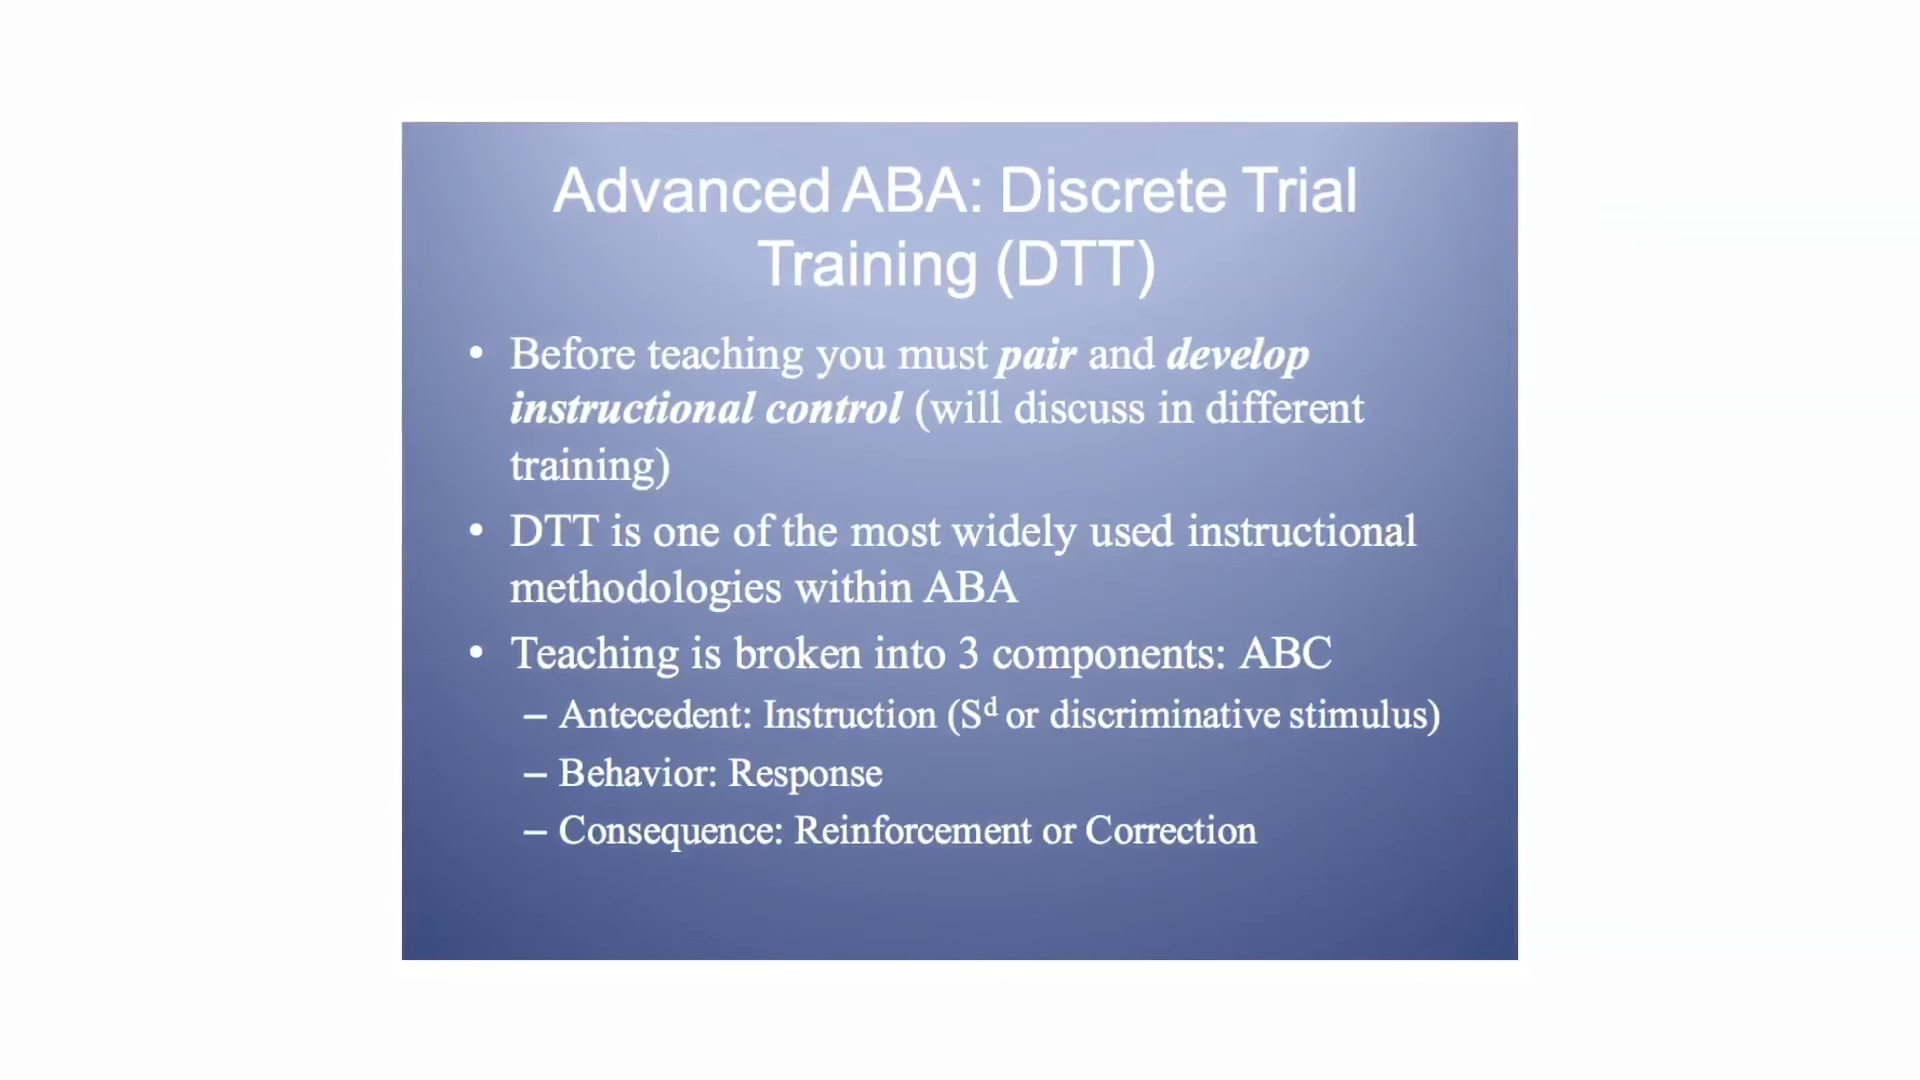 Advanced ABA: Discrete Trial
Training (DTT)
• Before teaching you must pair and develop
instructional control (will discuss in different
training)
• DTT is one of the most widely used instructional
methodologies within ABA
• Teaching is broken into 3 components: ABC
– Antecedent: Instruction (Sᵈ or discriminative stimulus)
– Behavior: Response
– Consequence: Reinforcement or Correction